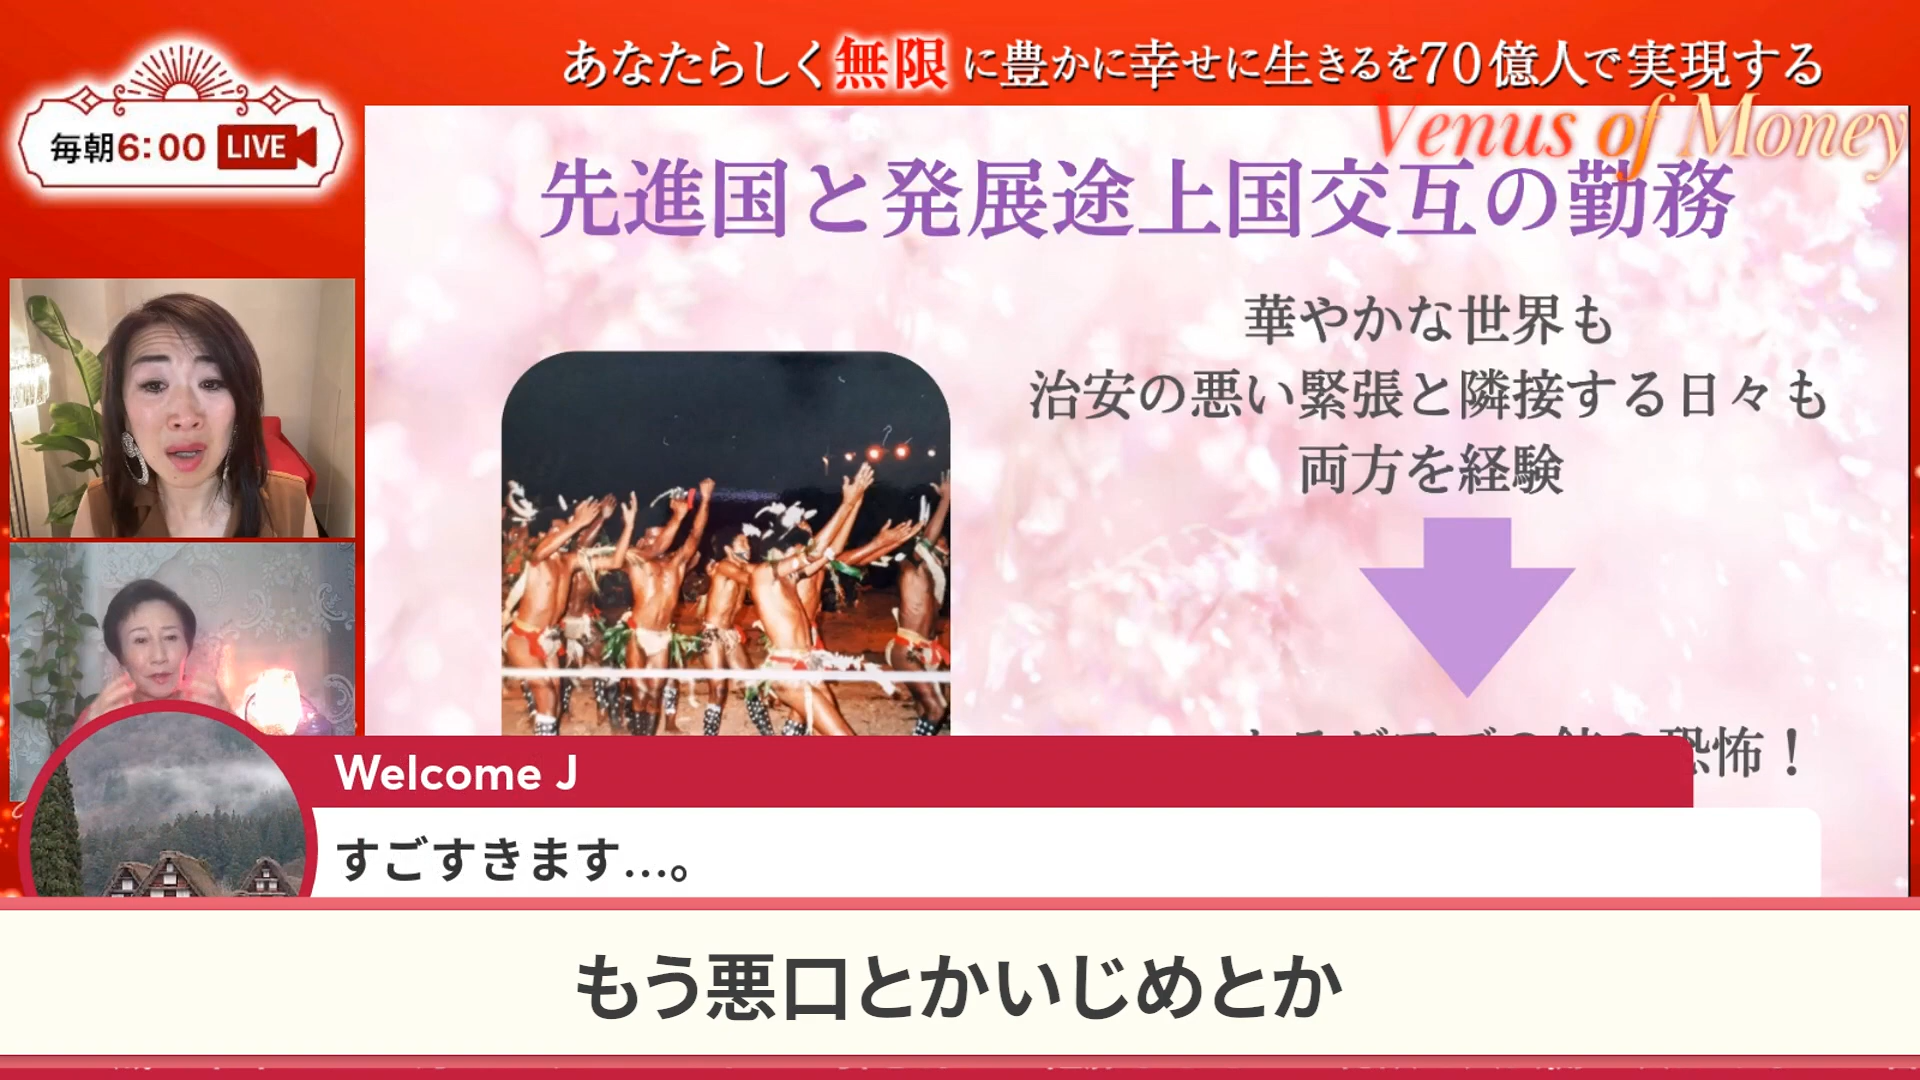 あなたらしく無限に豊かに幸せに生きるを70億人で実現する
毎朝6:00 LIVE
Venus of Money
先進国と発展途上国交互の勤務
華やかな世界も
治安の悪い緊張と隣接する日々も
両方を経験
恐怖！
Welcome J
すごすきます…。
もう悪口とかいじめとか